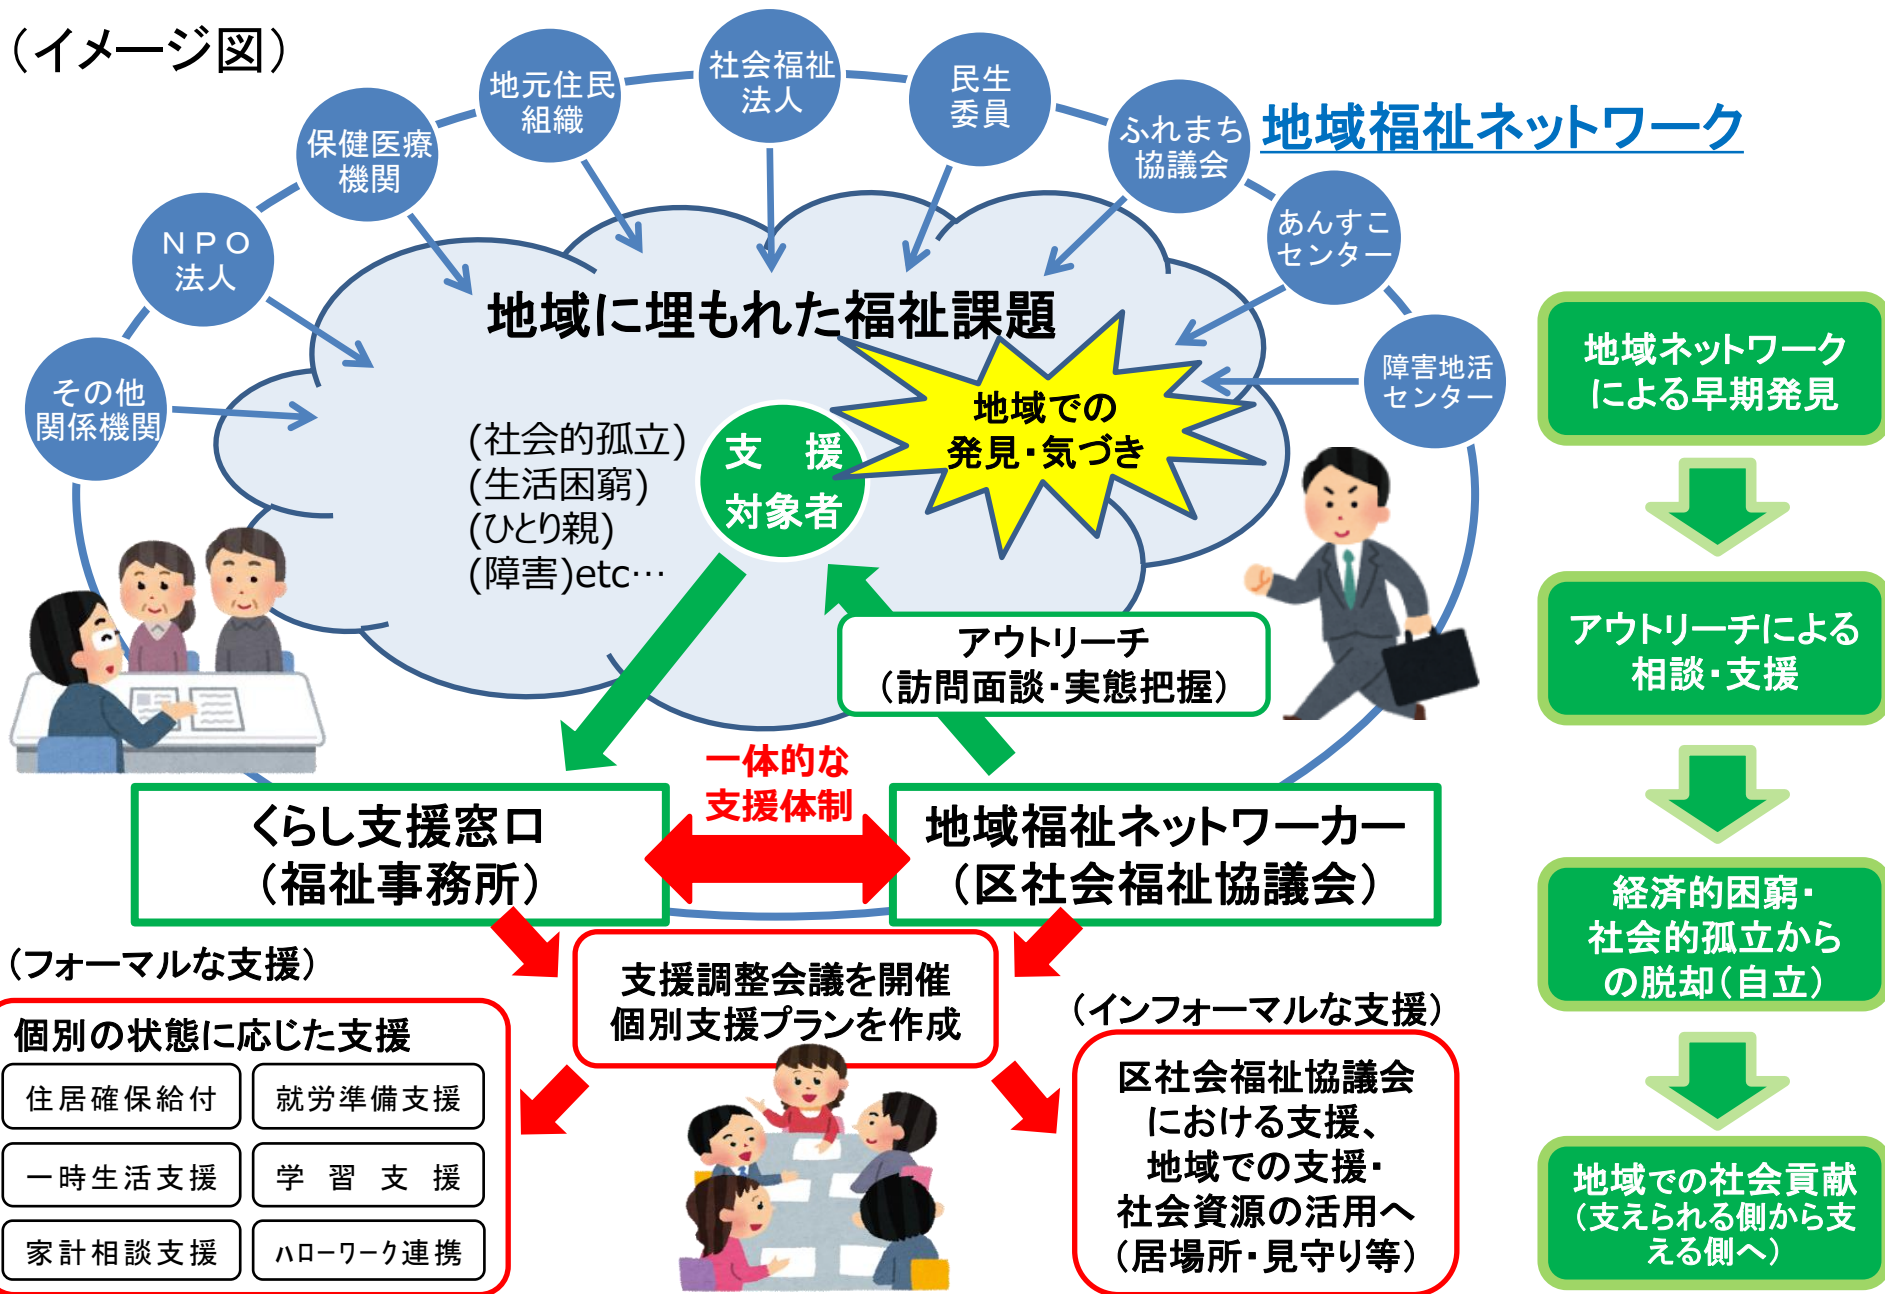 （イメージ図）
地域福祉ネットワーク
その他
関係機関
ＮＰＯ
法人
保健医療
機関
地元住民
組織
社会福祉
法人
民生
委員
ふれまち
協議会
あんすこ
センター
障害地活
センター
地域に埋もれた福祉課題
地域での
発見・気づき
(社会的孤立)
(生活困窮)
(ひとり親)
(障害)etc…
支　援
対象者
アウトリーチ
（訪問面談・実態把握）
一体的な
支援体制
くらし支援窓口
（福祉事務所）
地域福祉ネットワーカー
（区社会福祉協議会）
支援調整会議を開催
個別支援プランを作成
（フォーマルな支援）
個別の状態に応じた支援
住居確保給付
就労準備支援
一時生活支援
学　習　支　援
家計相談支援
ﾊﾛｰﾜｰｸ連携
（インフォーマルな支援）
区社会福祉協議会
における支援、
地域での支援・
社会資源の活用へ
（居場所・見守り等）
地域ネットワーク
による早期発見
アウトリーチによる
相談・支援
経済的困窮・
社会的孤立から
の脱却（自立）
地域での社会貢献
（支えられる側から支
える側へ）